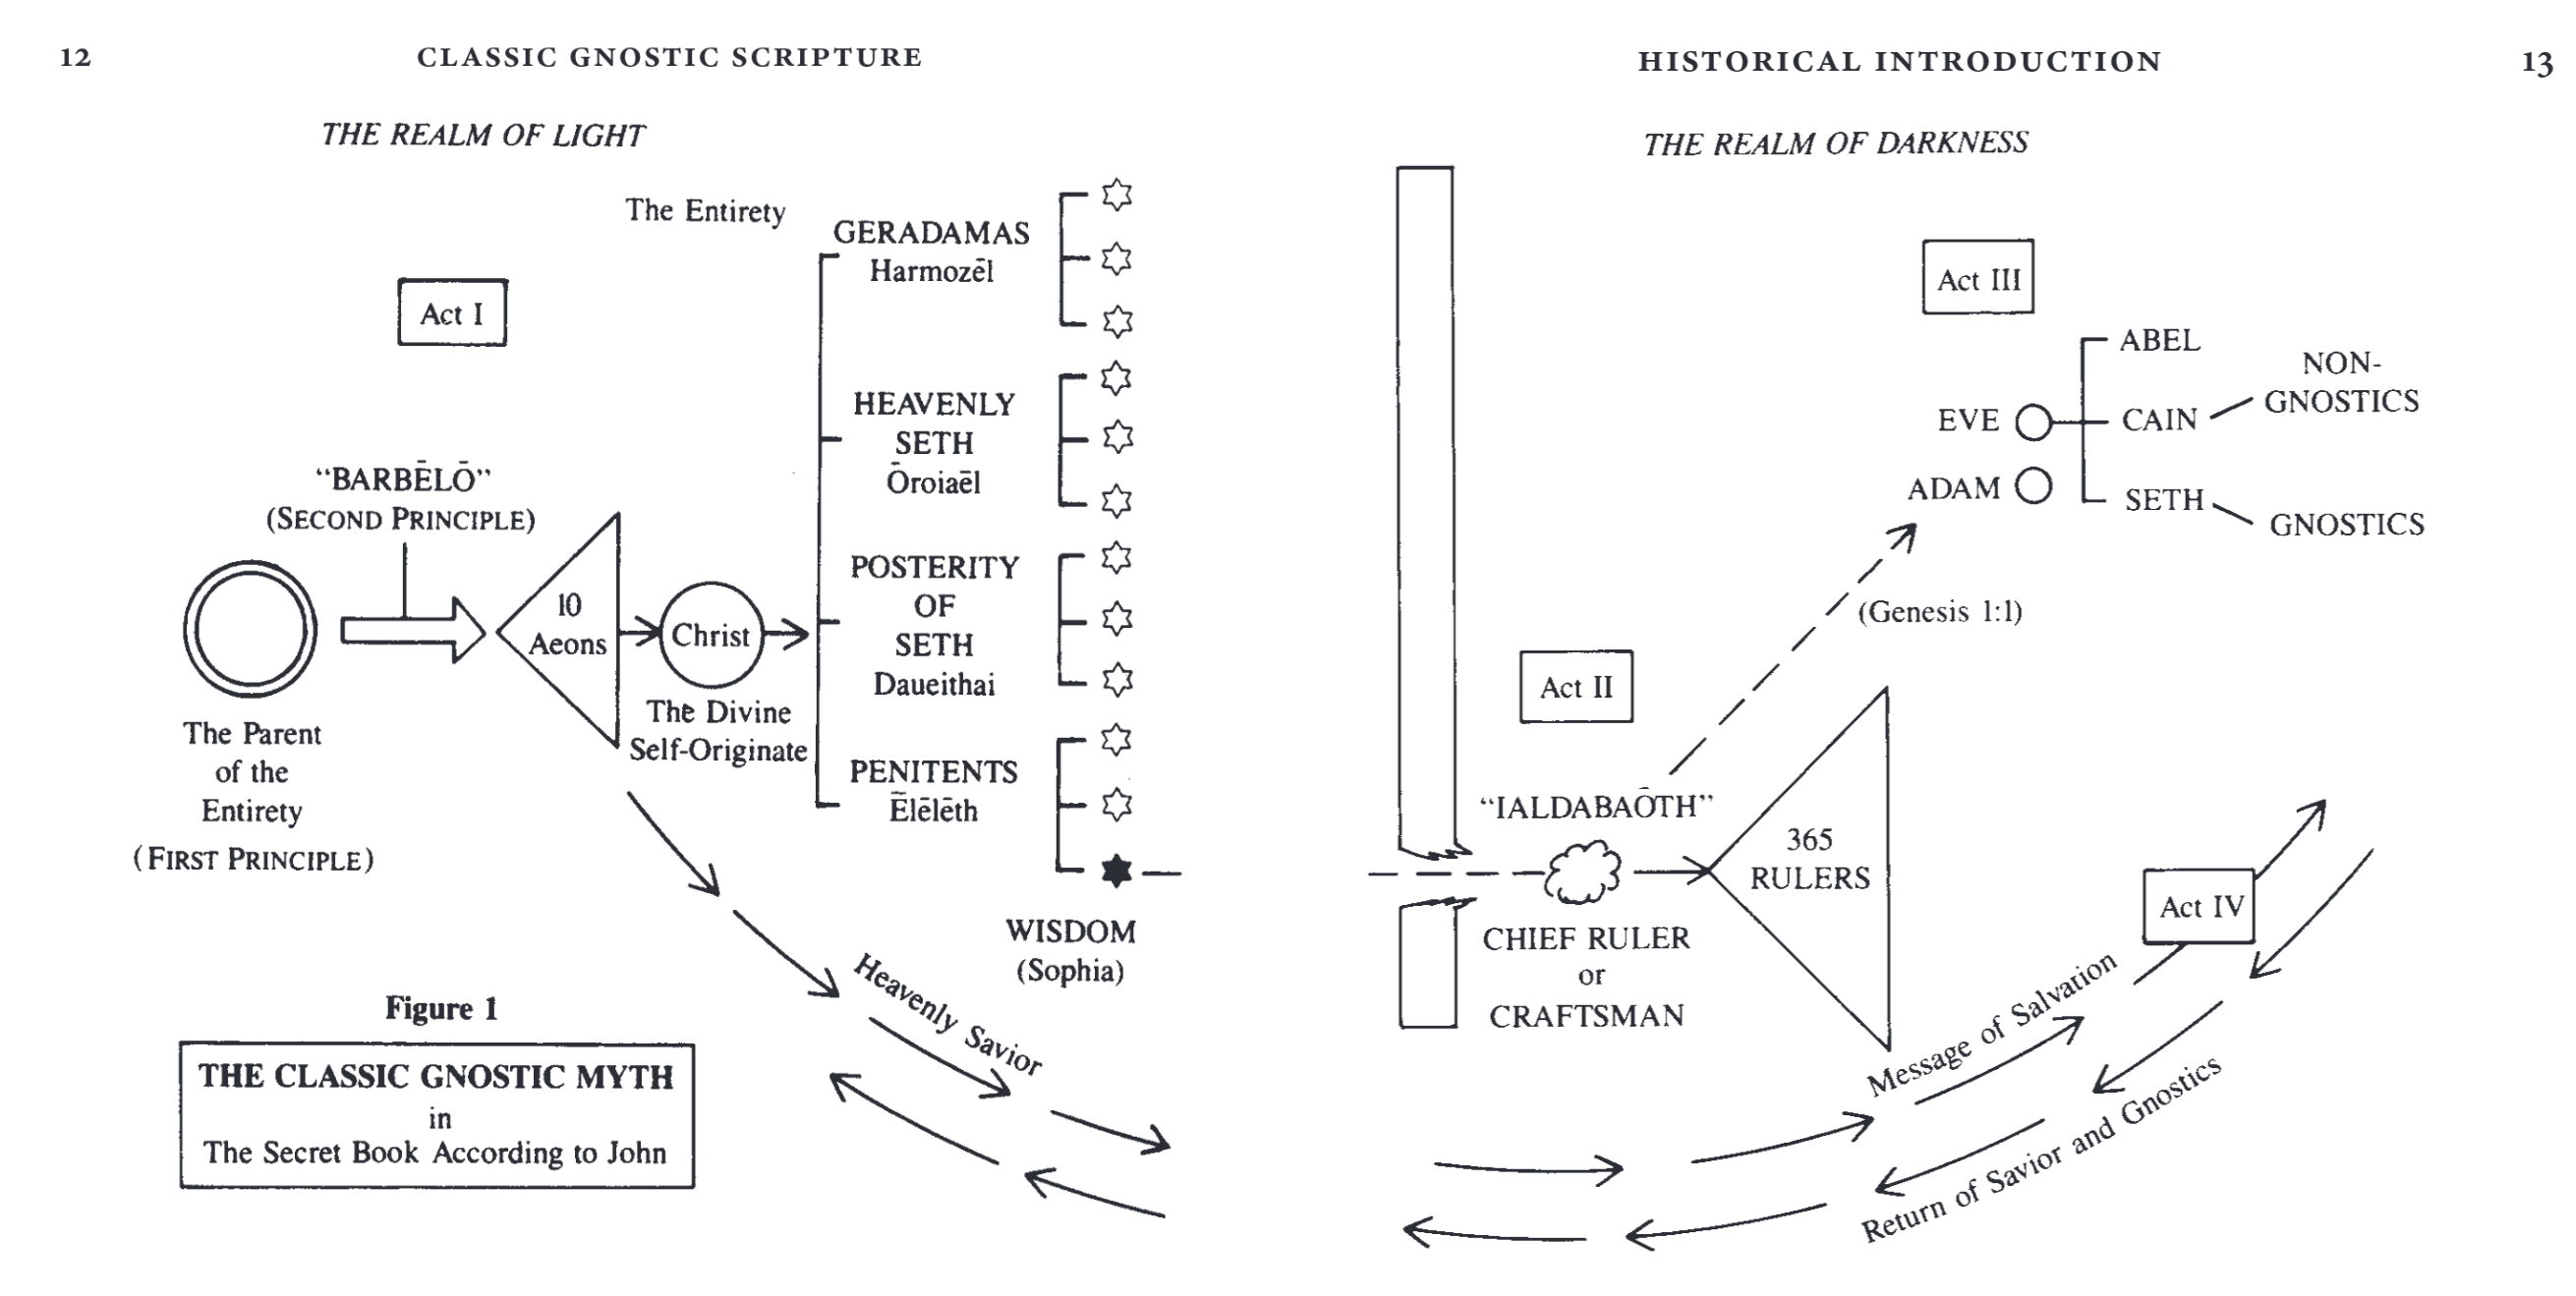 12
CLASSIC GNOSTIC SCRIPTURE
THE REALM OF LIGHT
The Entirety
Act I
GERADAMAS
Harmozēl
HEAVENLY
SETH
Ōroiaēl
"BARBĒLŌ"
(SECOND PRINCIPLE)
10
Aeons
Christ
The Divine
Self-Originate
POSTERITY
OF
SETH
Daueithai
The Parent
of the
Entirety
(FIRST PRINCIPLE)
PENITENTS
Ēlēlēth
WISDOM
(Sophia)
Heavenly Savior
Figure 1
THE CLASSIC GNOSTIC MYTH
in
The Secret Book According to John
HISTORICAL INTRODUCTION
13
THE REALM OF DARKNESS
Act III
ABEL
NON-
GNOSTICS
EVE
CAIN
ADAM
SETH
GNOSTICS
(Genesis 1:1)
Act II
"IALDABAŌTH"
365
RULERS
CHIEF RULER
or
CRAFTSMAN
Act IV
Message of Salvation
Return of Savior and Gnostics